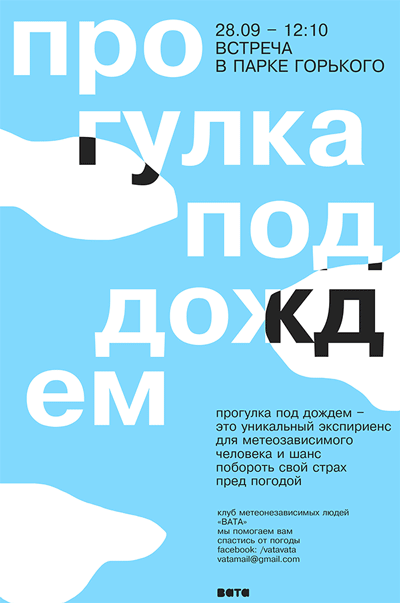 про
гулка
под
дожд
ем
28.09 – 12:10
ВСТРЕЧА
В ПАРКЕ ГОРЬКОГО
прогулка под дождем –
это уникальный экспириенс
для метеозависимого
человека и шанс
побороть свой страх
пред погодой
клуб метеонезависимых людей
«ВАТА»
мы помогаем вам
спастись от погоды
facebook: /vatavata
vatamail@gmail.com
вата